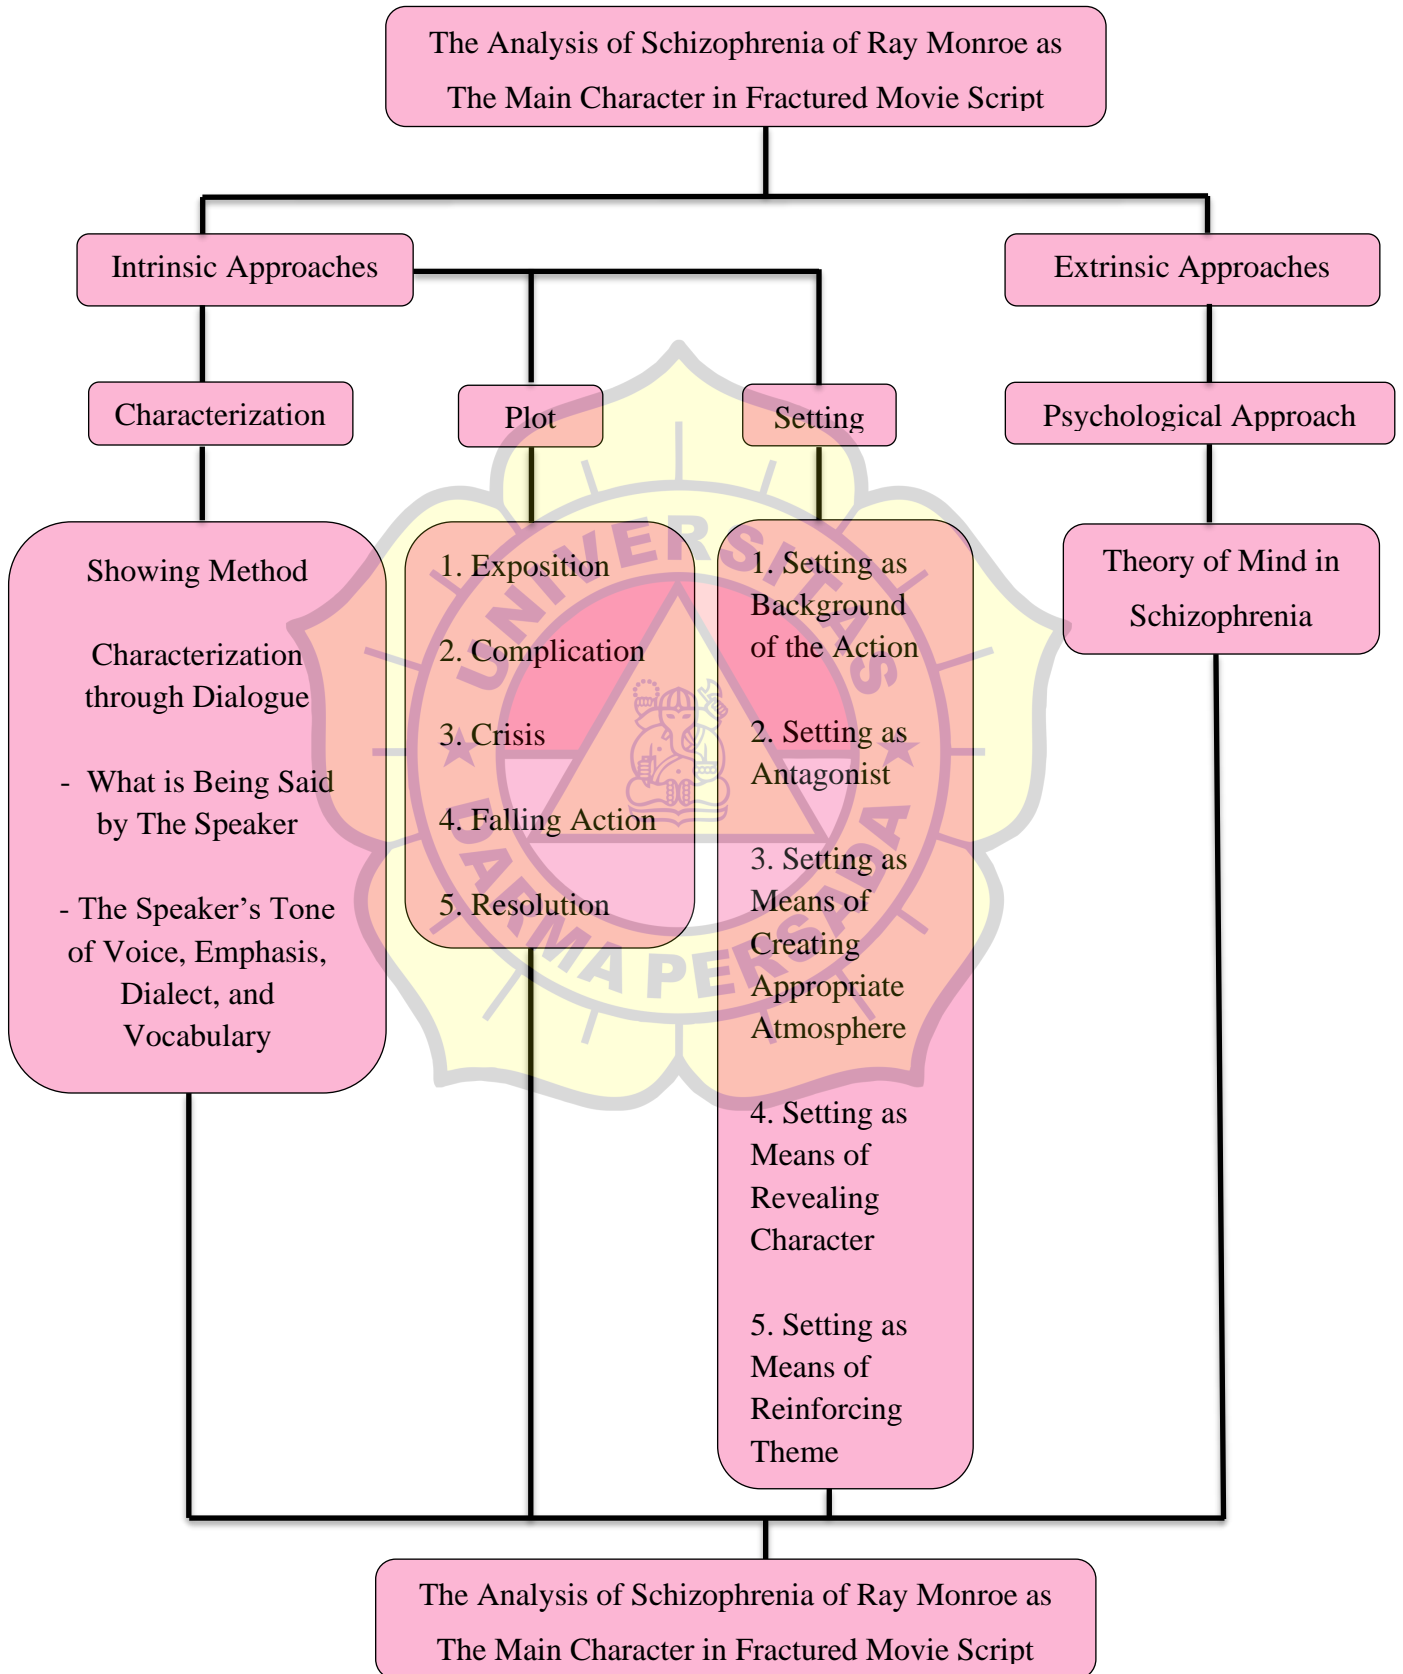 The Analysis of Schizophrenia of Ray Monroe as
The Main Character in Fractured Movie Script
Intrinsic Approaches
Extrinsic Approaches
Characterization
Plot
Setting
Psychological Approach
Showing Method
Characterization
through Dialogue
- What is Being Said
by The Speaker
- The Speaker’s Tone
of Voice, Emphasis,
Dialect, and
Vocabulary
1. Exposition
2. Complication
3. Crisis
4. Falling Action
5. Resolution
1. Setting as
Background
of the Action
2. Setting as
Antagonist
3. Setting as
Means of
Creating
Appropriate
Atmosphere
4. Setting as
Means of
Revealing
Character
5. Setting as
Means of
Reinforcing
Theme
Theory of Mind in
Schizophrenia
UNIVERSITAS
DARMA PERSADA
The Analysis of Schizophrenia of Ray Monroe as
The Main Character in Fractured Movie Script